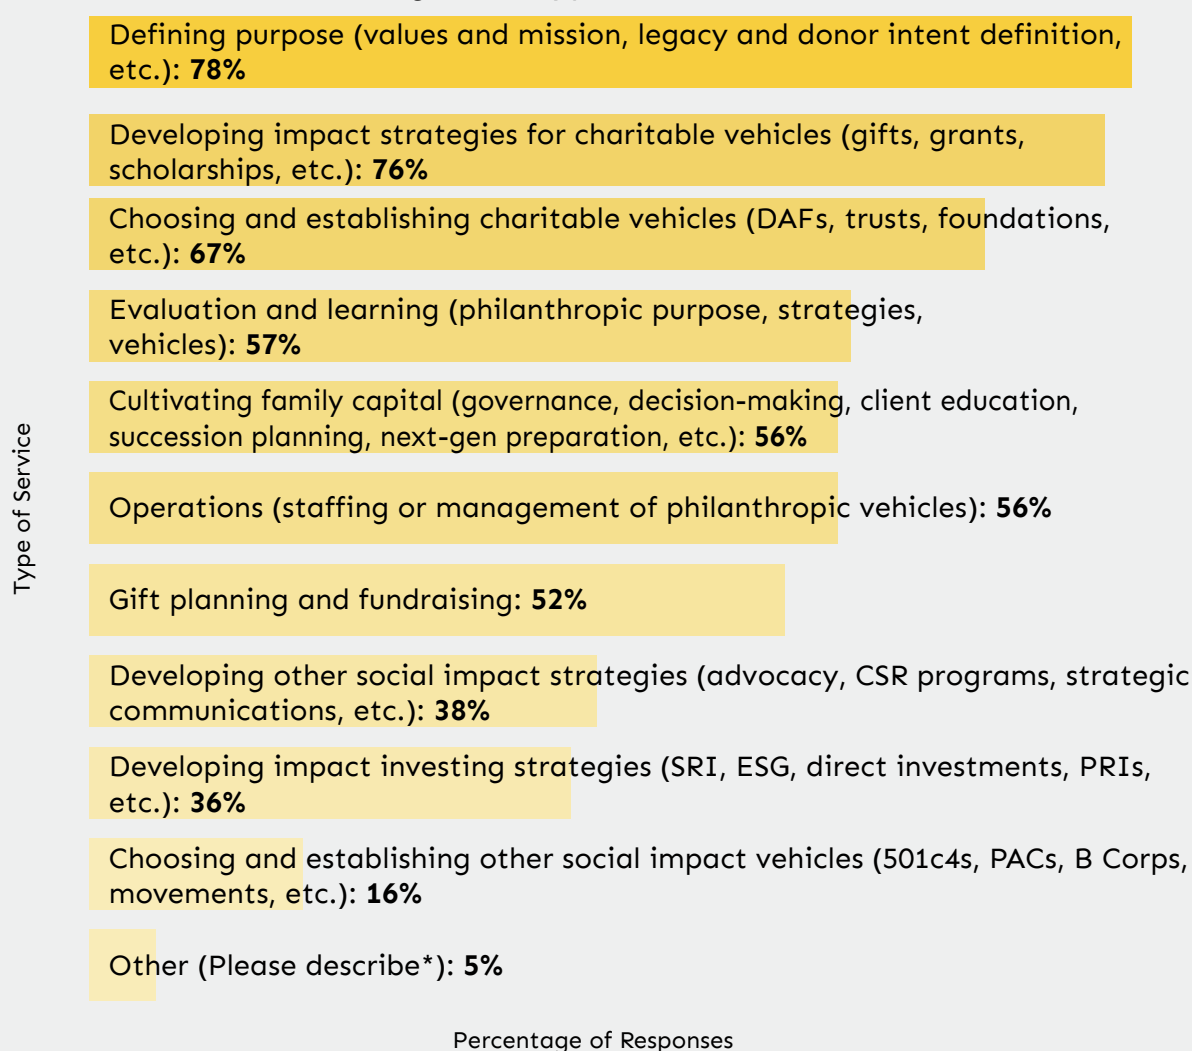 Defining purpose (values and mission, legacy and donor intent definition,
etc.): 78%
Developing impact strategies for charitable vehicles (gifts, grants,
scholarships, etc.): 76%
Choosing and establishing charitable vehicles (DAFs, trusts, foundations,
etc.): 67%
Evaluation and learning (philanthropic purpose, strategies,
vehicles): 57%
Cultivating family capital (governance, decision-making, client education,
succession planning, next-gen preparation, etc.): 56%
Operations (staffing or management of philanthropic vehicles): 56%
Gift planning and fundraising: 52%
Developing other social impact strategies (advocacy, CSR programs, strategic
communications, etc.): 38%
Developing impact investing strategies (SRI, ESG, direct investments, PRIs,
etc.): 36%
Choosing and establishing other social impact vehicles (501c4s, PACs, B Corps,
movements, etc.): 16%
Other (Please describe*): 5%
Type of Service
Percentage of Responses